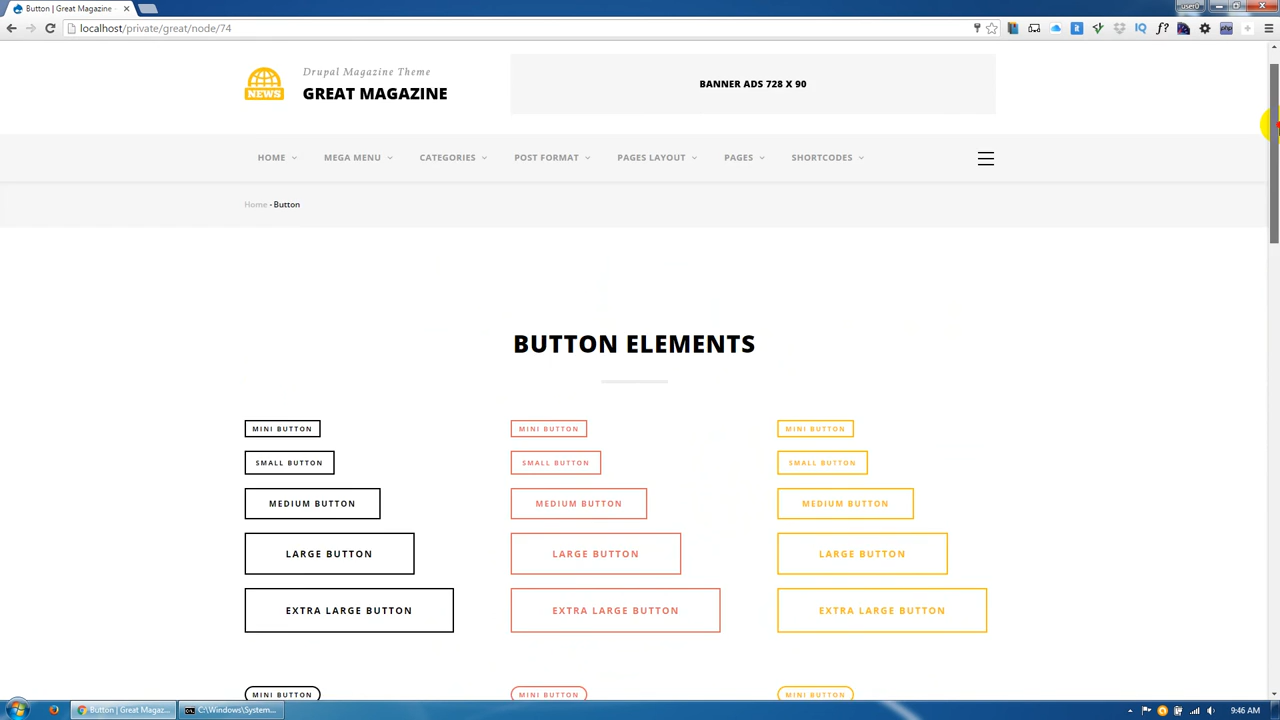 Button | Great Magazine -
user0
localhost/private/great/node/74
Drupal Magazine Theme
GREAT MAGAZINE
NEWS
BANNER ADS 728 X 90
HOME MEGA MENU CATEGORIES POST FORMAT PAGES LAYOUT PAGES SHORTCODES
Home - Button
BUTTON ELEMENTS
MINI BUTTON MINI BUTTON MINI BUTTON
SMALL BUTTON SMALL BUTTON SMALL BUTTON
MEDIUM BUTTON MEDIUM BUTTON MEDIUM BUTTON
LARGE BUTTON LARGE BUTTON LARGE BUTTON
EXTRA LARGE BUTTON EXTRA LARGE BUTTON EXTRA LARGE BUTTON
MINI BUTTON MINI BUTTON MINI BUTTON
Button | Great Magaz... C:\Windows\System... 9:46 AM